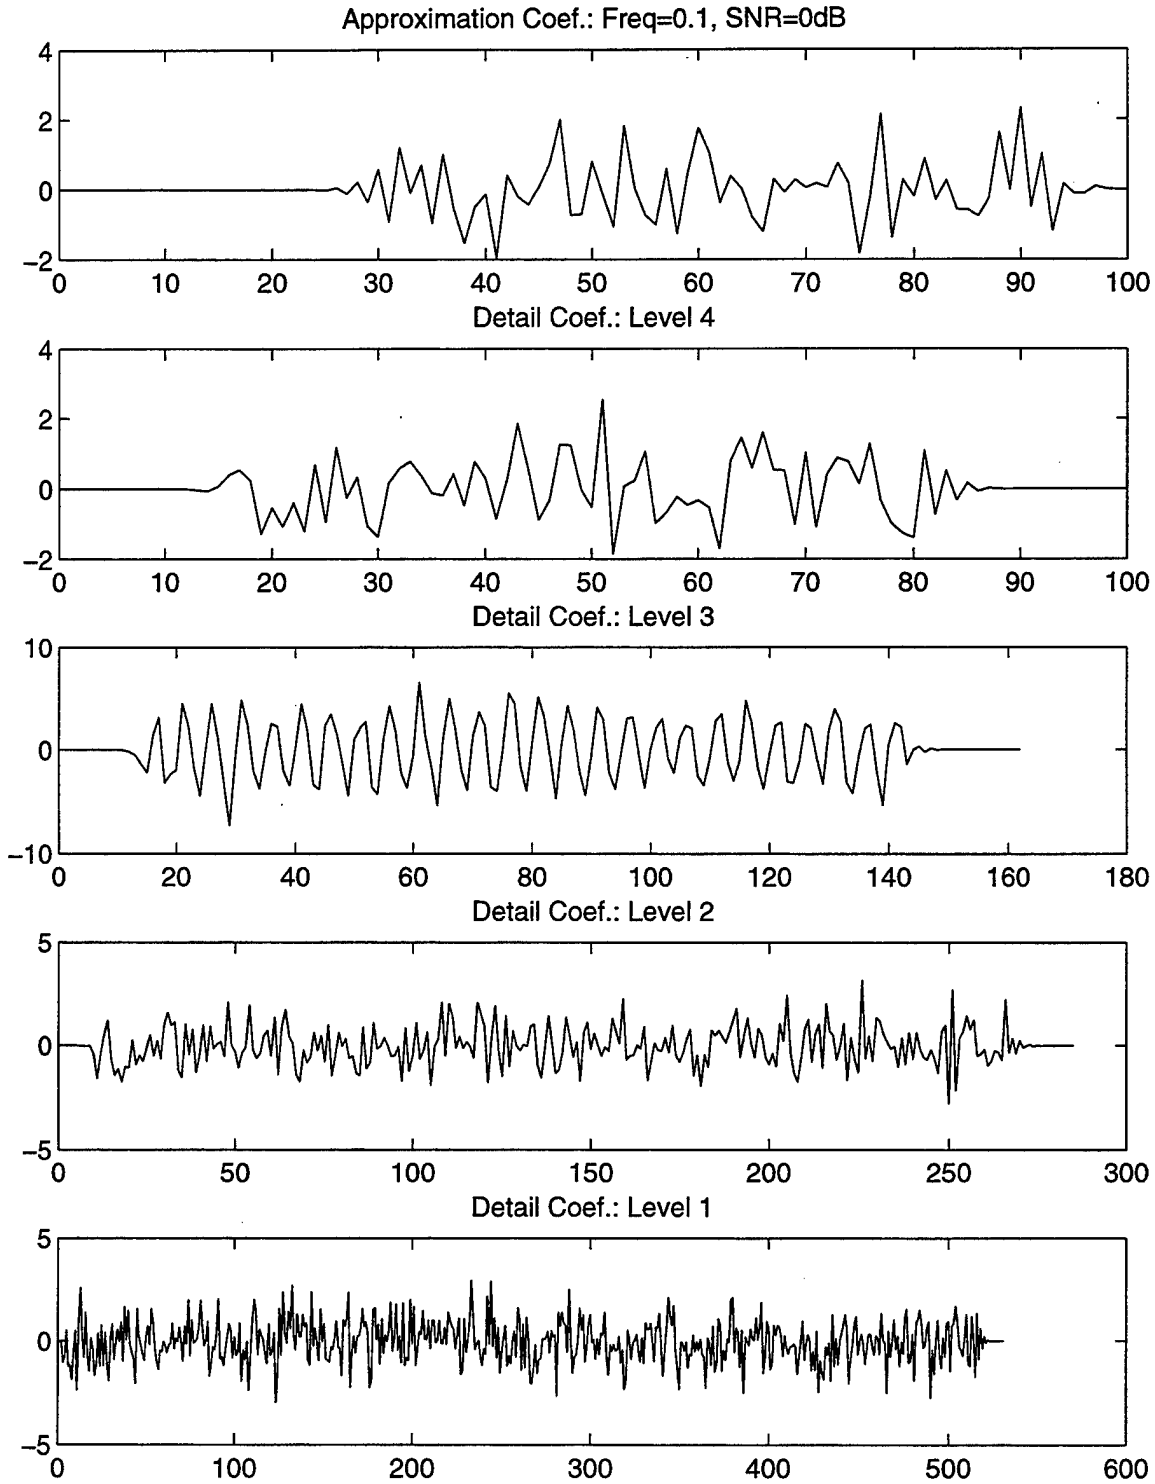 Approximation Coef.: Freq=0.1, SNR=0dB
4
2
0
−2
0 10 20 30 40 50 60 70 80 90 100
Detail Coef.: Level 4
4
2
0
−2
0 10 20 30 40 50 60 70 80 90 100
Detail Coef.: Level 3
10
0
−10
0 20 40 60 80 100 120 140 160 180
Detail Coef.: Level 2
5
0
−5
0 50 100 150 200 250 300
Detail Coef.: Level 1
5
0
−5
0 100 200 300 400 500 600